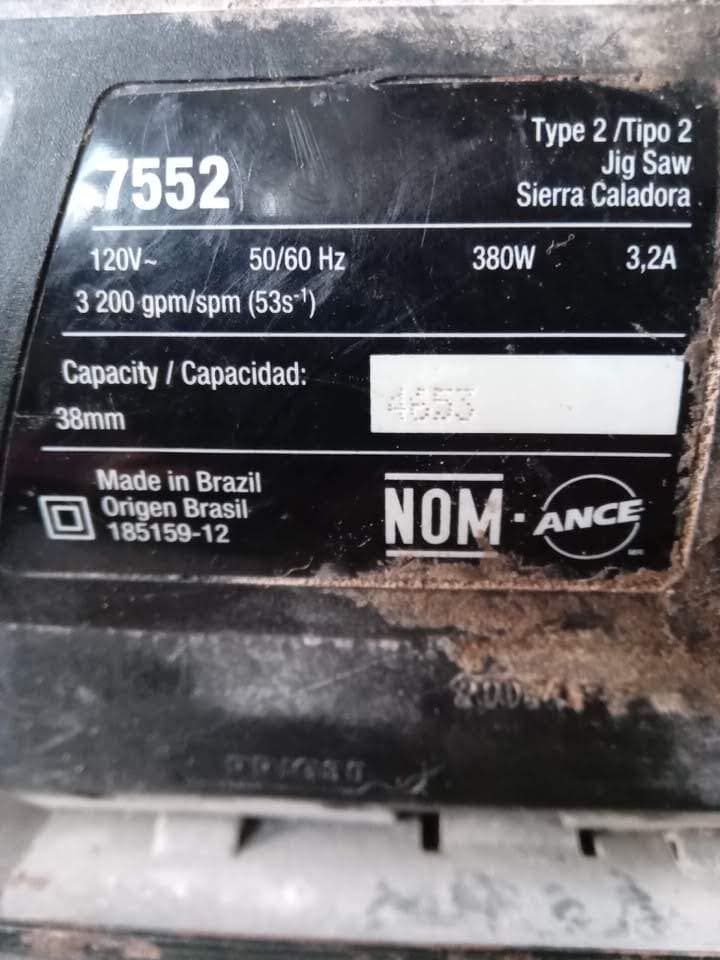 7552
Type 2 /Tipo 2
Jig Saw
Sierra Caladora
120V~ 50/60 Hz 380W 3,2A
3 200 gpm/spm (53s⁻¹)
Capacity / Capacidad:
38mm
4653
Made in Brazil
Origen Brasil
185159-12
NOM - ANCE